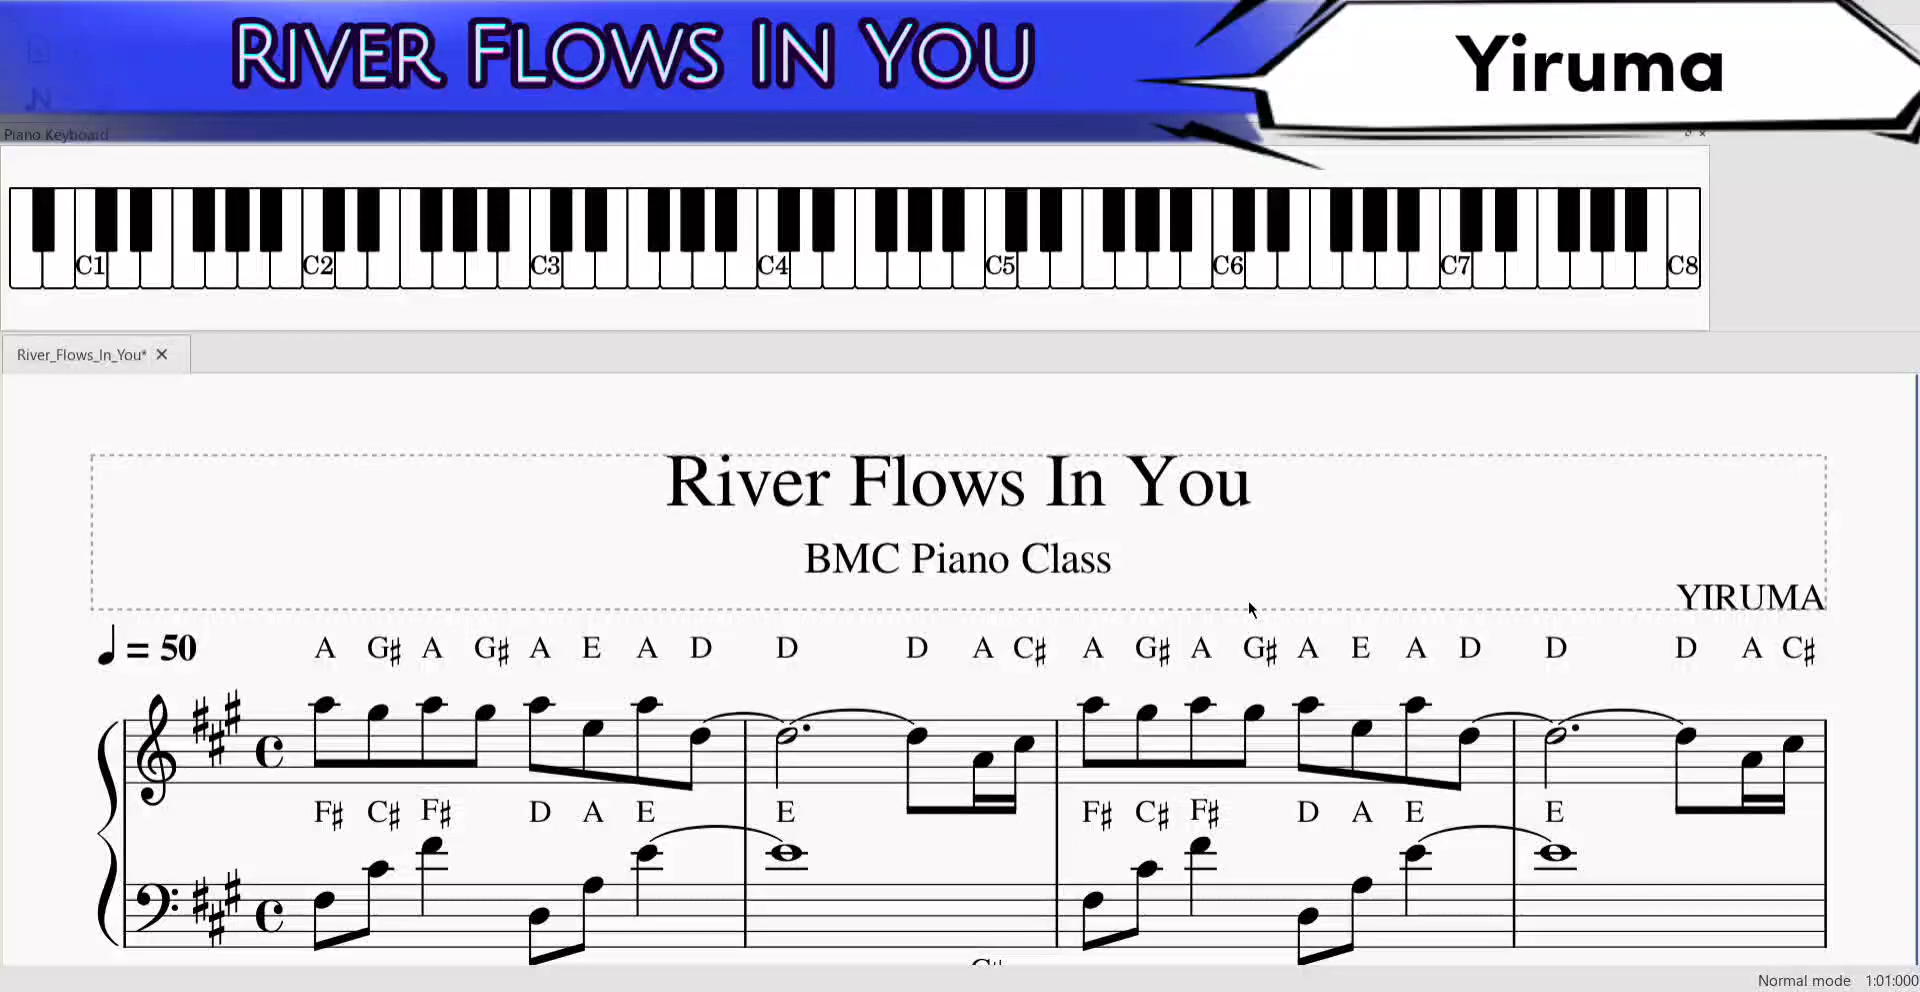 RIVER FLOWS IN YOU
Yiruma
Piano Keyboard
C1 C2 C3 C4 C5 C6 C7 C8
River_Flows_In_You*
River Flows In You
BMC Piano Class
YIRUMA
= 50 A G♯ A G♯ A E A D D D A C♯ A G♯ A G♯ A E A D D D A C♯
F♯ C♯ F♯ D A E E F♯ C♯ F♯ D A E E
Normal mode 1:01:000